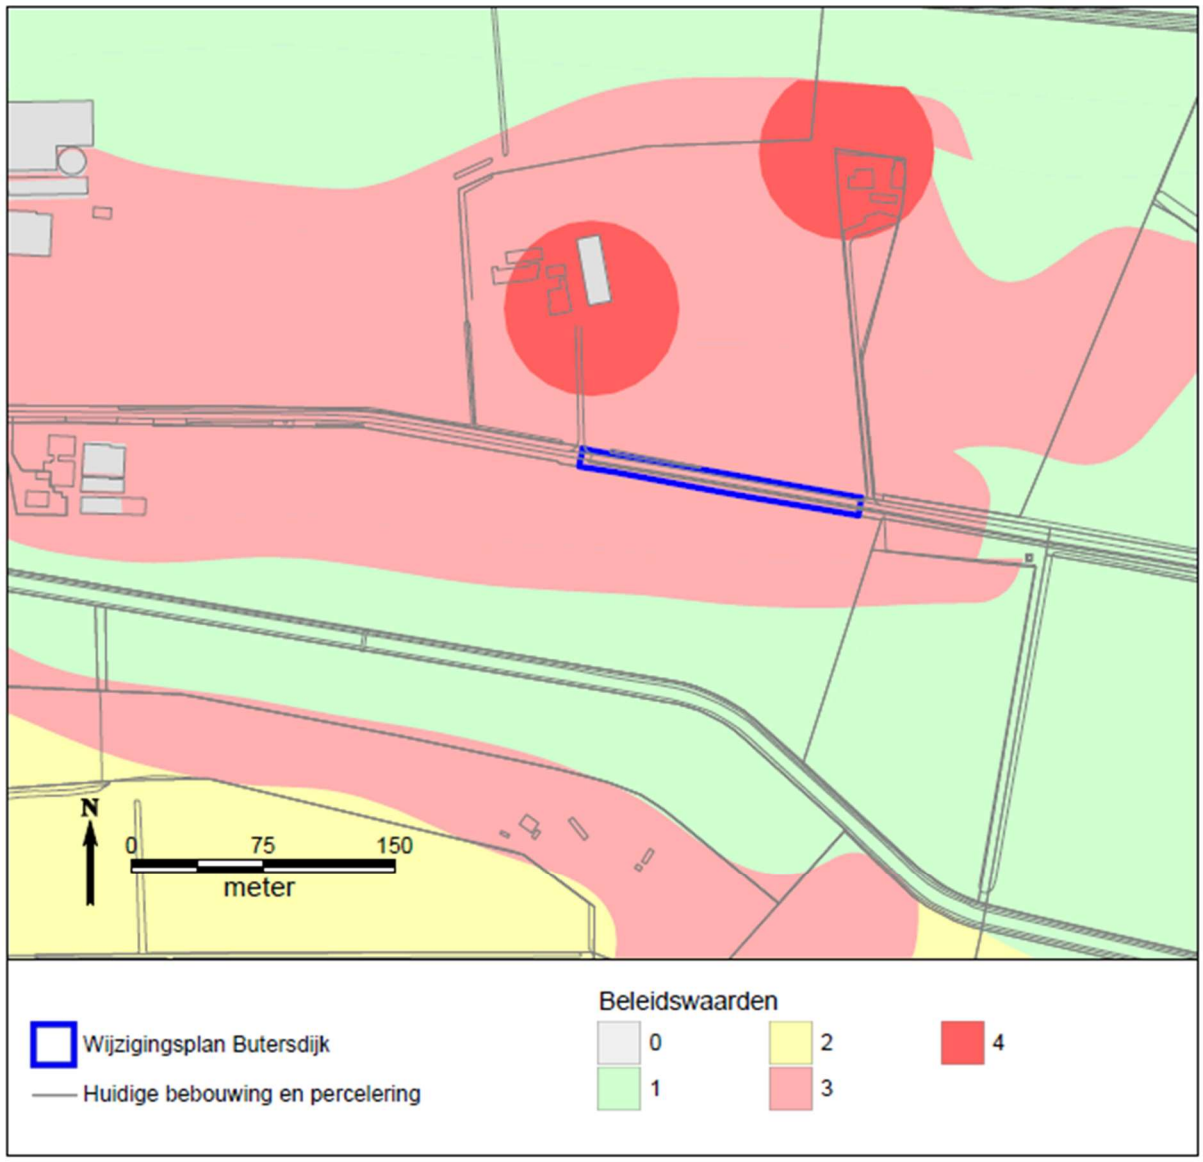 N
0 75 150
meter
Beleidswaarden
Wijzigingsplan Butersdijk
0 2 4
Huidige bebouwing en percelering
1 3